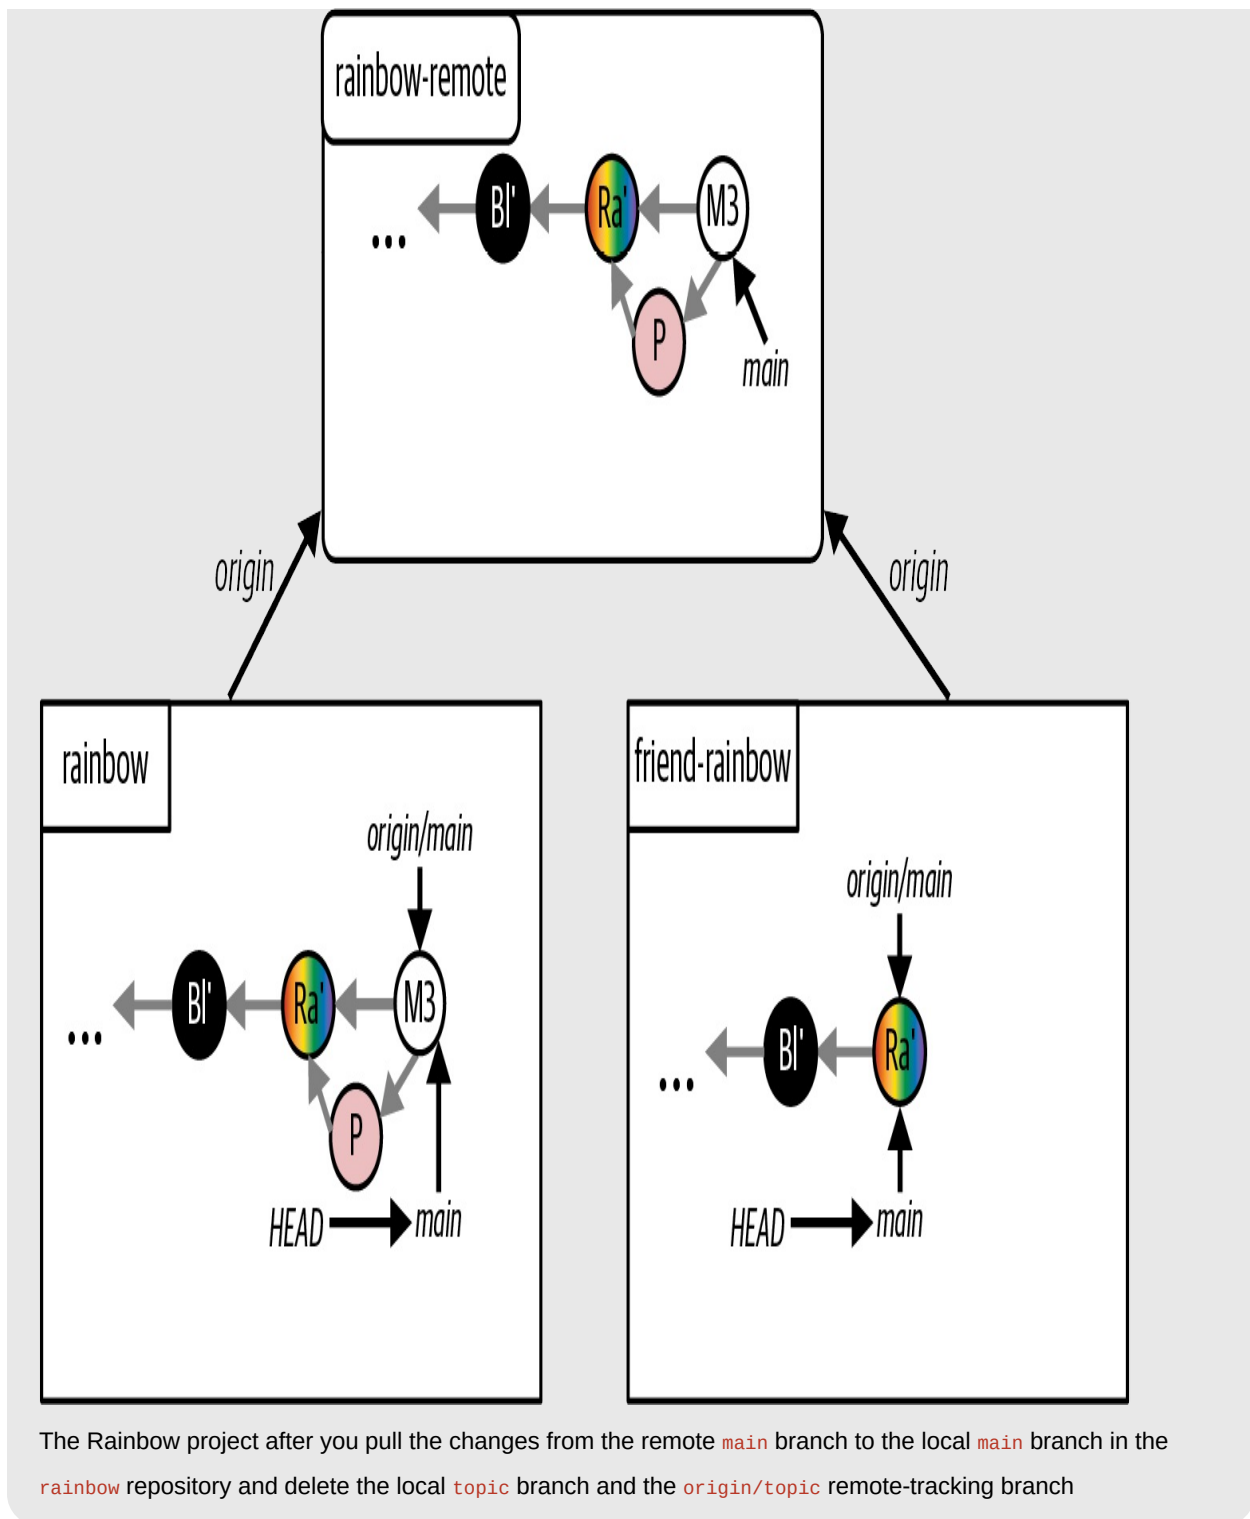 rainbow-remote
Bl'
Ra'
M3
...
P
main
origin
origin
rainbow
origin/main
Bl'
Ra'
M3
...
P
HEAD
main
friend-rainbow
origin/main
Bl'
Ra'
...
HEAD
main
The Rainbow project after you pull the changes from the remote main branch to the local main branch in the
rainbow repository and delete the local topic branch and the origin/topic remote-tracking branch